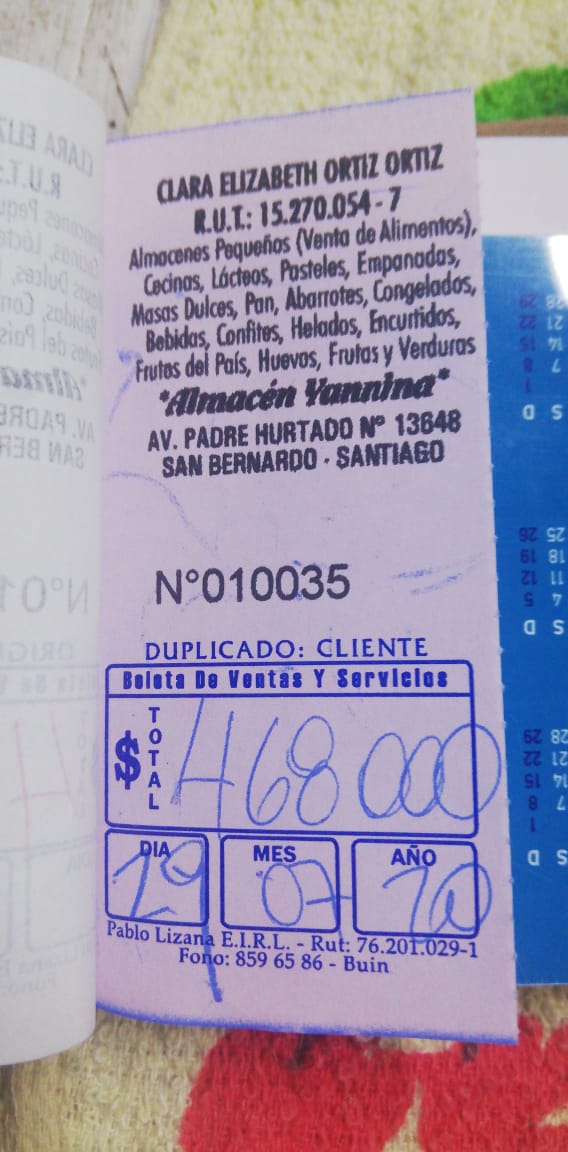 CLARA ELIZABETH ORTIZ ORTIZ
R.U.T.: 15.270.054 - 7
Almacenes Pequeños (Venta de Alimentos),
Cecinas, Lácteos, Pasteles, Empanadas,
Masas Dulces, Pan, Abarrotes, Congelados,
Bebidas, Confites, Helados, Encurtidos,
Frutos del País, Huevos, Frutas y Verduras
"Almacén Yannina"
AV. PADRE HURTADO Nº 13648
SAN BERNARDO - SANTIAGO
N°010035
DUPLICADO: CLIENTE
Boleta De Ventas Y Servicios
$ TOTAL 468000
DIA MES AÑO
29 07
Pablo Lizana E.I.R.L. - Rut: 76.201.029-1
Fono: 859 65 86 - Buin